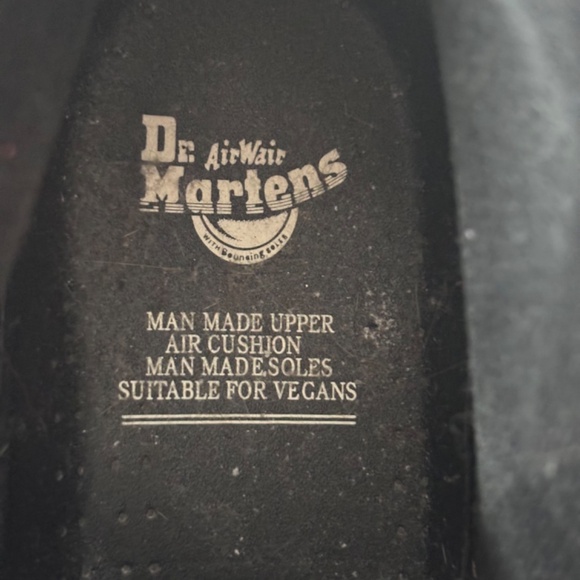 Dr. AirWair
Martens
WITH Bouncing SOLES
MAN MADE UPPER
AIR CUSHION
MAN MADE SOLES
SUITABLE FOR VEGANS